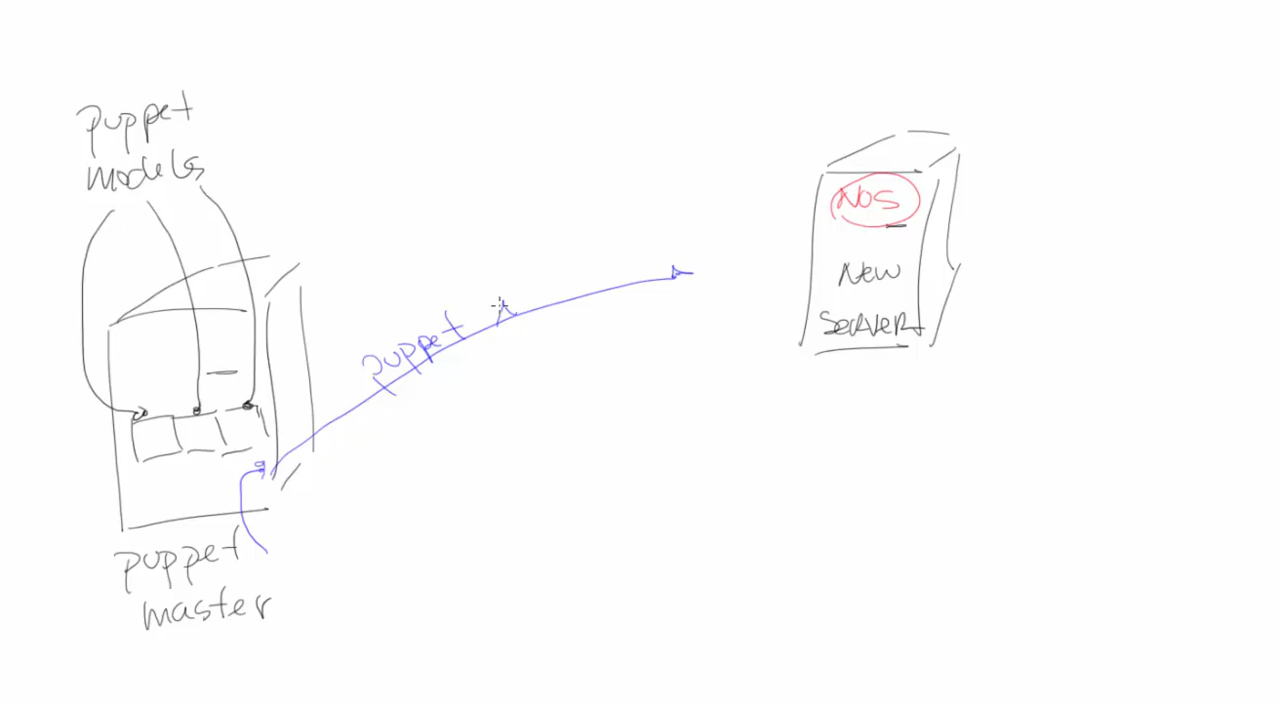 puppet
models
puppet
master
puppet
NOS
New
Server